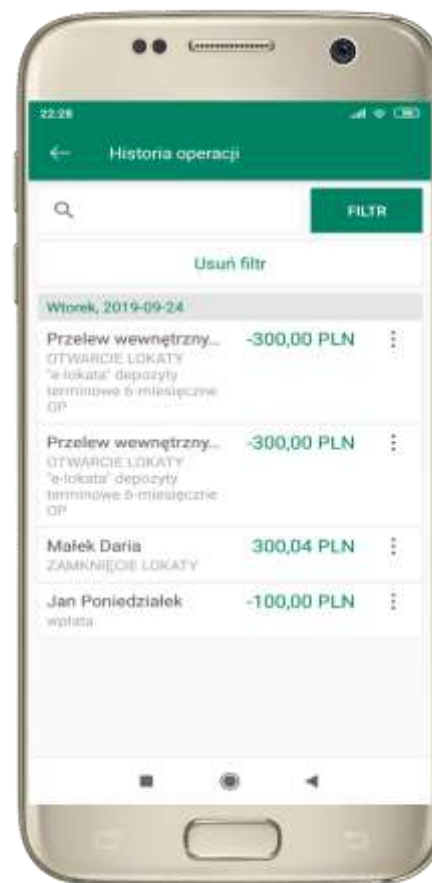 22:28
Historia operacji
FILTR
Usuń filtr
Wtorek, 2019-09-24
Przelew wewnętrzny... -300,00 PLN
OTWARCIE LOKATY
"e-lokata" depozyty
terminowe 6-miesięczne
OP
Przelew wewnętrzny... -300,00 PLN
OTWARCIE LOKATY
"e-lokata" depozyty
terminowe 6-miesięczne
OP
Małek Daria 300,04 PLN
ZAMKNIĘCIE LOKATY
Jan Poniedziałek -100,00 PLN
wpłata